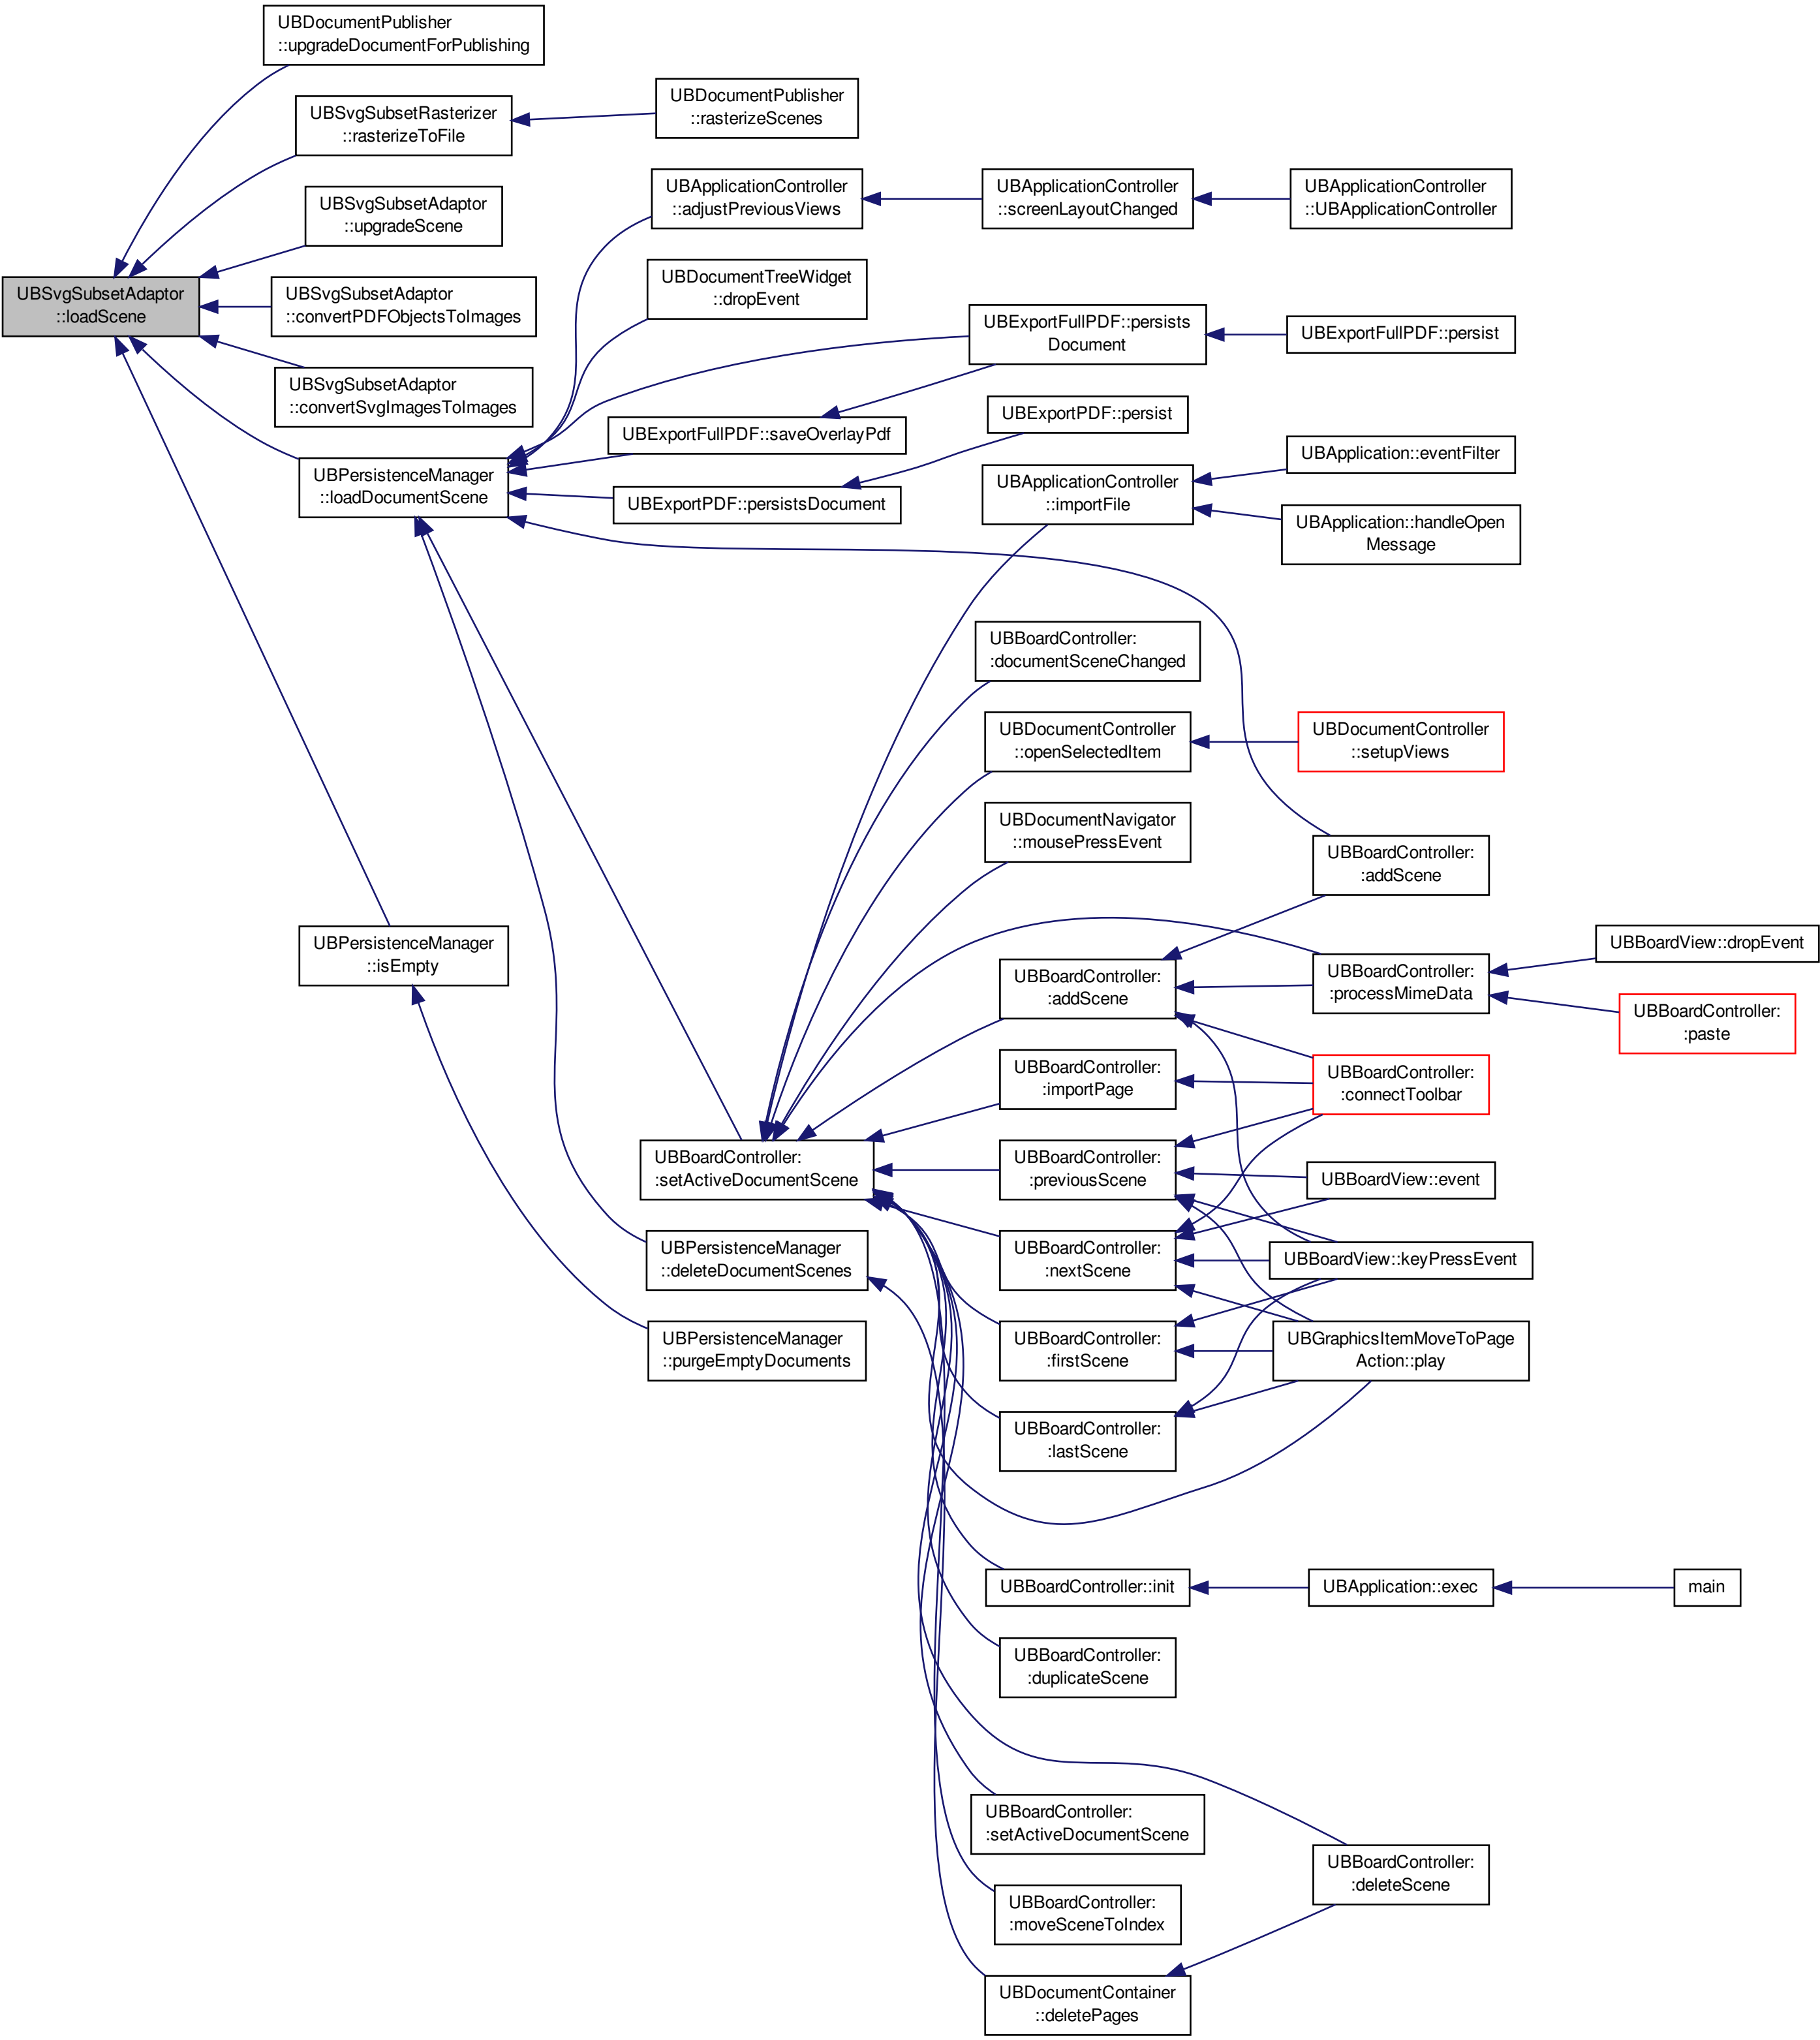 UBDocumentPublisher
::upgradeDocumentForPublishing
UBSvgSubsetRasterizer
::rasterizeToFile
UBDocumentPublisher
::rasterizeScenes
UBSvgSubsetAdaptor
::upgradeScene
UBApplicationController
::adjustPreviousViews
UBApplicationController
::screenLayoutChanged
UBApplicationController
::UBApplicationController
UBSvgSubsetAdaptor
::loadScene
UBSvgSubsetAdaptor
::convertPDFObjectsToImages
UBDocumentTreeWidget
::dropEvent
UBExportFullPDF::persists
Document
UBExportFullPDF::persist
UBSvgSubsetAdaptor
::convertSvgImagesToImages
UBExportFullPDF::saveOverlayPdf
UBExportPDF::persist
UBPersistenceManager
::loadDocumentScene
UBExportPDF::persistsDocument
UBApplicationController
::importFile
UBApplication::eventFilter
UBApplication::handleOpen
Message
UBBoardController:
:documentSceneChanged
UBDocumentController
::openSelectedItem
UBDocumentController
::setupViews
UBDocumentNavigator
::mousePressEvent
UBBoardController:
:addScene
UBPersistenceManager
::isEmpty
UBBoardController:
:addScene
UBBoardController:
:processMimeData
UBBoardView::dropEvent
UBBoardController:
:paste
UBBoardController:
:importPage
UBBoardController:
:connectToolbar
UBBoardController:
:setActiveDocumentScene
UBBoardController:
:previousScene
UBBoardView::event
UBPersistenceManager
::deleteDocumentScenes
UBBoardController:
:nextScene
UBBoardView::keyPressEvent
UBPersistenceManager
::purgeEmptyDocuments
UBBoardController:
:firstScene
UBGraphicsItemMoveToPage
Action::play
UBBoardController:
:lastScene
UBBoardController::init
UBApplication::exec
main
UBBoardController:
:duplicateScene
UBBoardController:
:setActiveDocumentScene
UBBoardController:
:deleteScene
UBBoardController:
:moveSceneToIndex
UBDocumentContainer
::deletePages